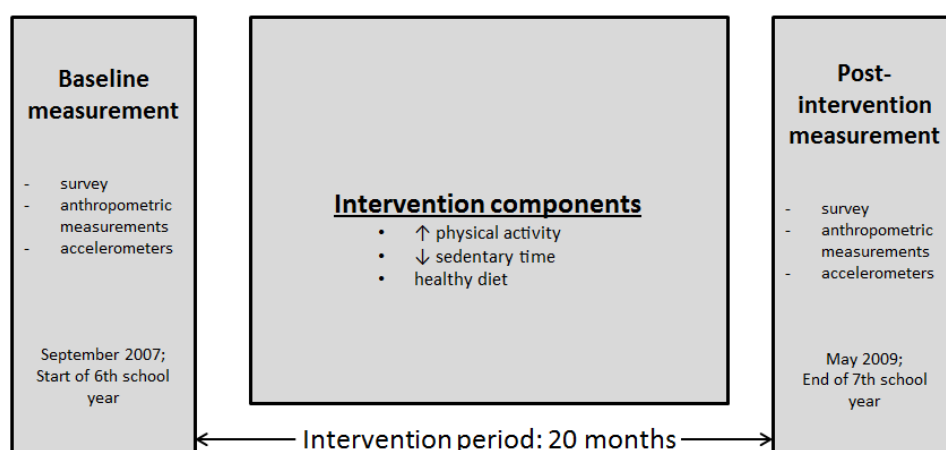 Baseline
measurement
- survey
- anthropometric
measurements
- accelerometers
September 2007;
Start of 6th school
year
Intervention components
• ↑ physical activity
• ↓ sedentary time
• healthy diet
Post-
intervention
measurement
- survey
- anthropometric
measurements
- accelerometers
May 2009;
End of 7th school
year
Intervention period: 20 months